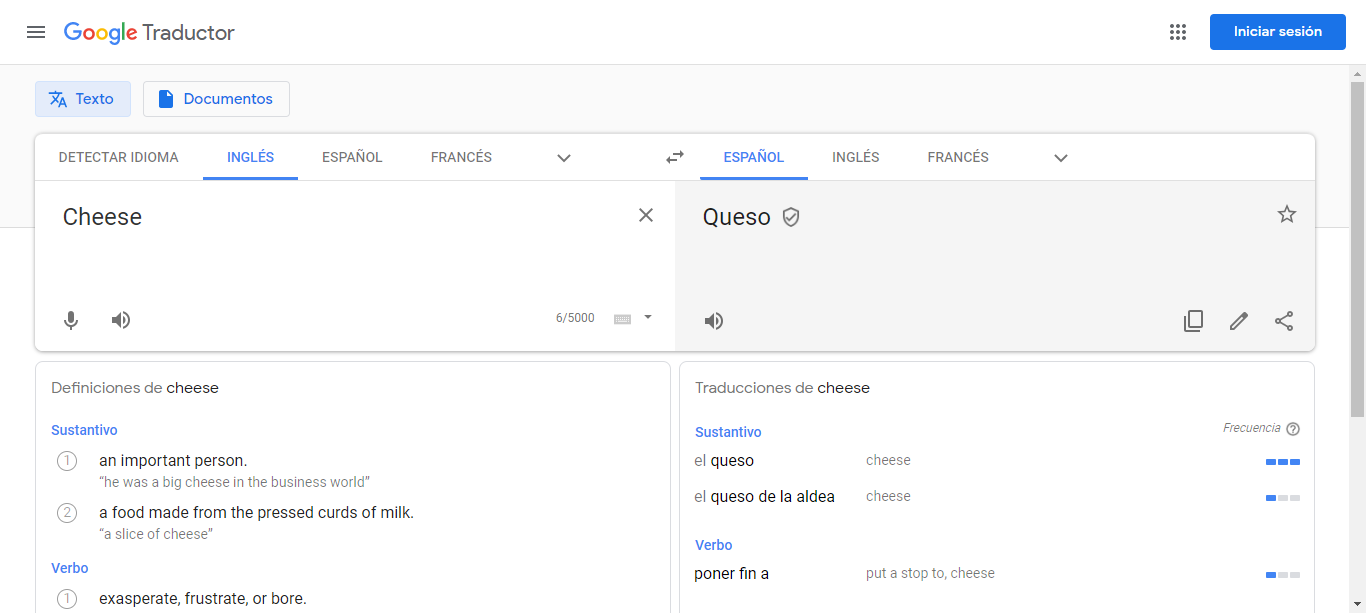 Google Traductor
Iniciar sesión
Texto
Documentos
DETECTAR IDIOMA INGLÉS ESPAÑOL FRANCÉS
ESPAÑOL INGLÉS FRANCÉS
Cheese
6/5000
Queso
Definiciones de cheese
Sustantivo
1 an important person.
“he was a big cheese in the business world”
2 a food made from the pressed curds of milk.
“a slice of cheese”
Verbo
1 exasperate, frustrate, or bore.
Traducciones de cheese
Sustantivo Frecuencia
el queso cheese
el queso de la aldea cheese
Verbo
poner fin a put a stop to, cheese